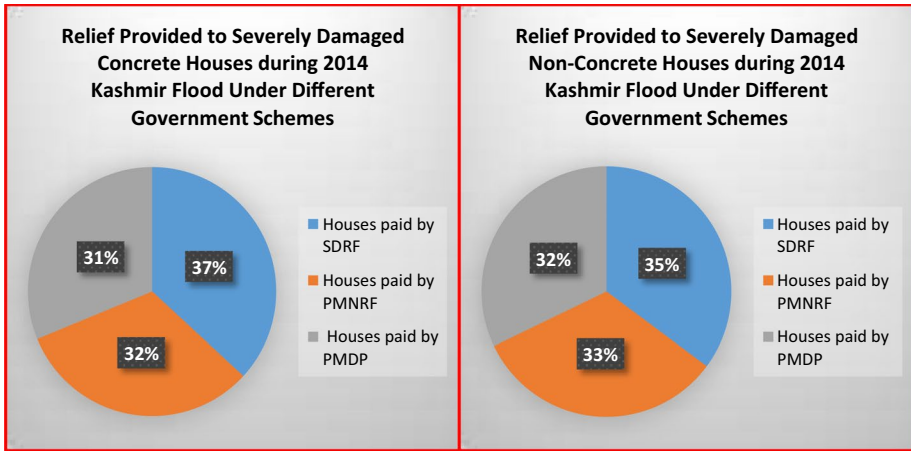 Relief Provided to Severely Damaged
Concrete Houses during 2014
Kashmir Flood Under Different
Government Schemes
31%
37%
32%
Houses paid by
SDRF
Houses paid by
PMNRF
Houses paid by
PMDP
Relief Provided to Severely Damaged
Non-Concrete Houses during 2014
Kashmir Flood Under Different
Government Schemes
32%
35%
33%
Houses paid by
SDRF
Houses paid by
PMNRF
Houses paid by
PMDP